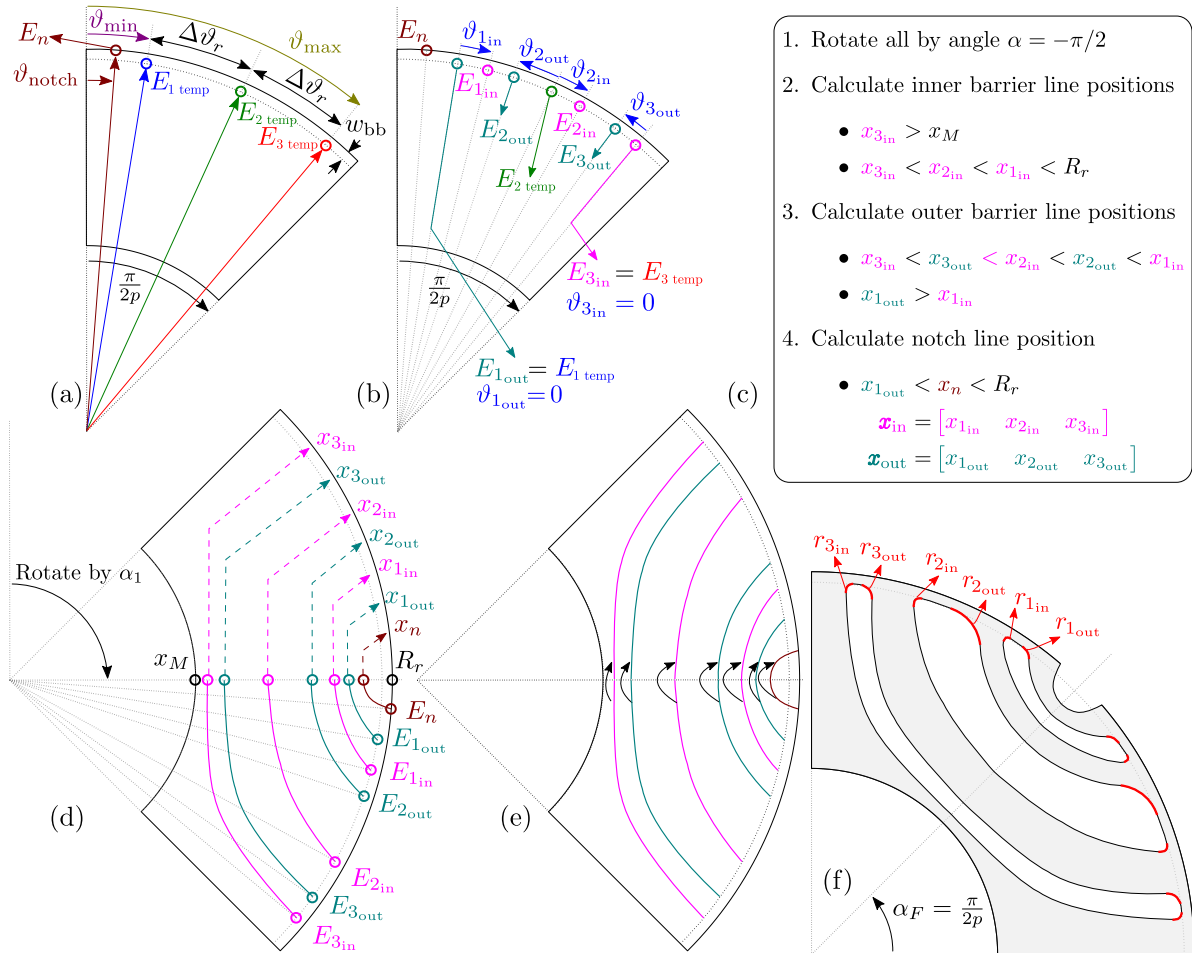 ϑ_min
Δϑ_r
ϑ_max
E_n
Δϑ_r
ϑ_notch
E_1 temp
E_2 temp
w_bb
E_3 temp
π/2p
(a)
E_n
ϑ_1in
ϑ_2out
ϑ_2in
E_1in
ϑ_3out
E_2out
E_2in
E_3out
E_2 temp
E_3in = E_3 temp
ϑ_3in = 0
π/2p
E_1out = E_1 temp
ϑ_1out = 0
(b)
1. Rotate all by angle α = −π/2
2. Calculate inner barrier line positions
• x_3in > x_M
• x_3in < x_2in < x_1in < R_r
3. Calculate outer barrier line positions
• x_3in < x_3out < x_2in < x_2out < x_1in
• x_1out > x_1in
4. Calculate notch line position
• x_1out < x_n < R_r
x_in = [x_1in x_2in x_3in]
x_out = [x_1out x_2out x_3out]
(c)
x_3in
x_3out
x_2in
x_2out
x_1in
x_1out
x_n
Rotate by α_1
x_M
R_r
E_n
E_1out
E_1in
E_2out
E_2in
E_3out
E_3in
(d)
(e)
r_3in
r_3out
r_2in
r_2out
r_1in
r_1out
(f)
α_F = π/2p